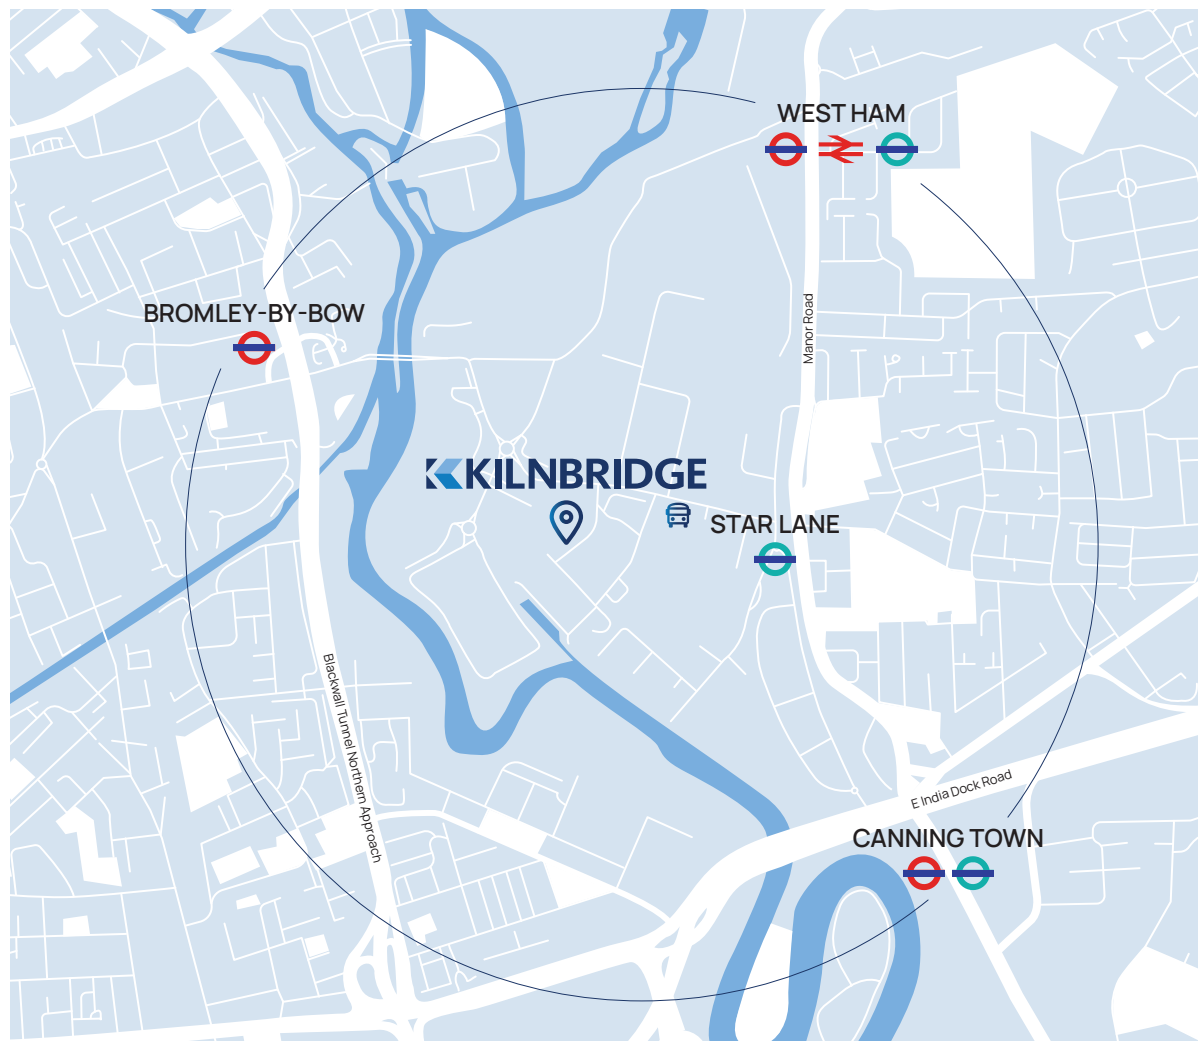 WEST HAM
BROMLEY-BY-BOW
Manor Road
KILNBRIDGE
STAR LANE
Blackwall Tunnel Northern Approach
E India Dock Road
CANNING TOWN